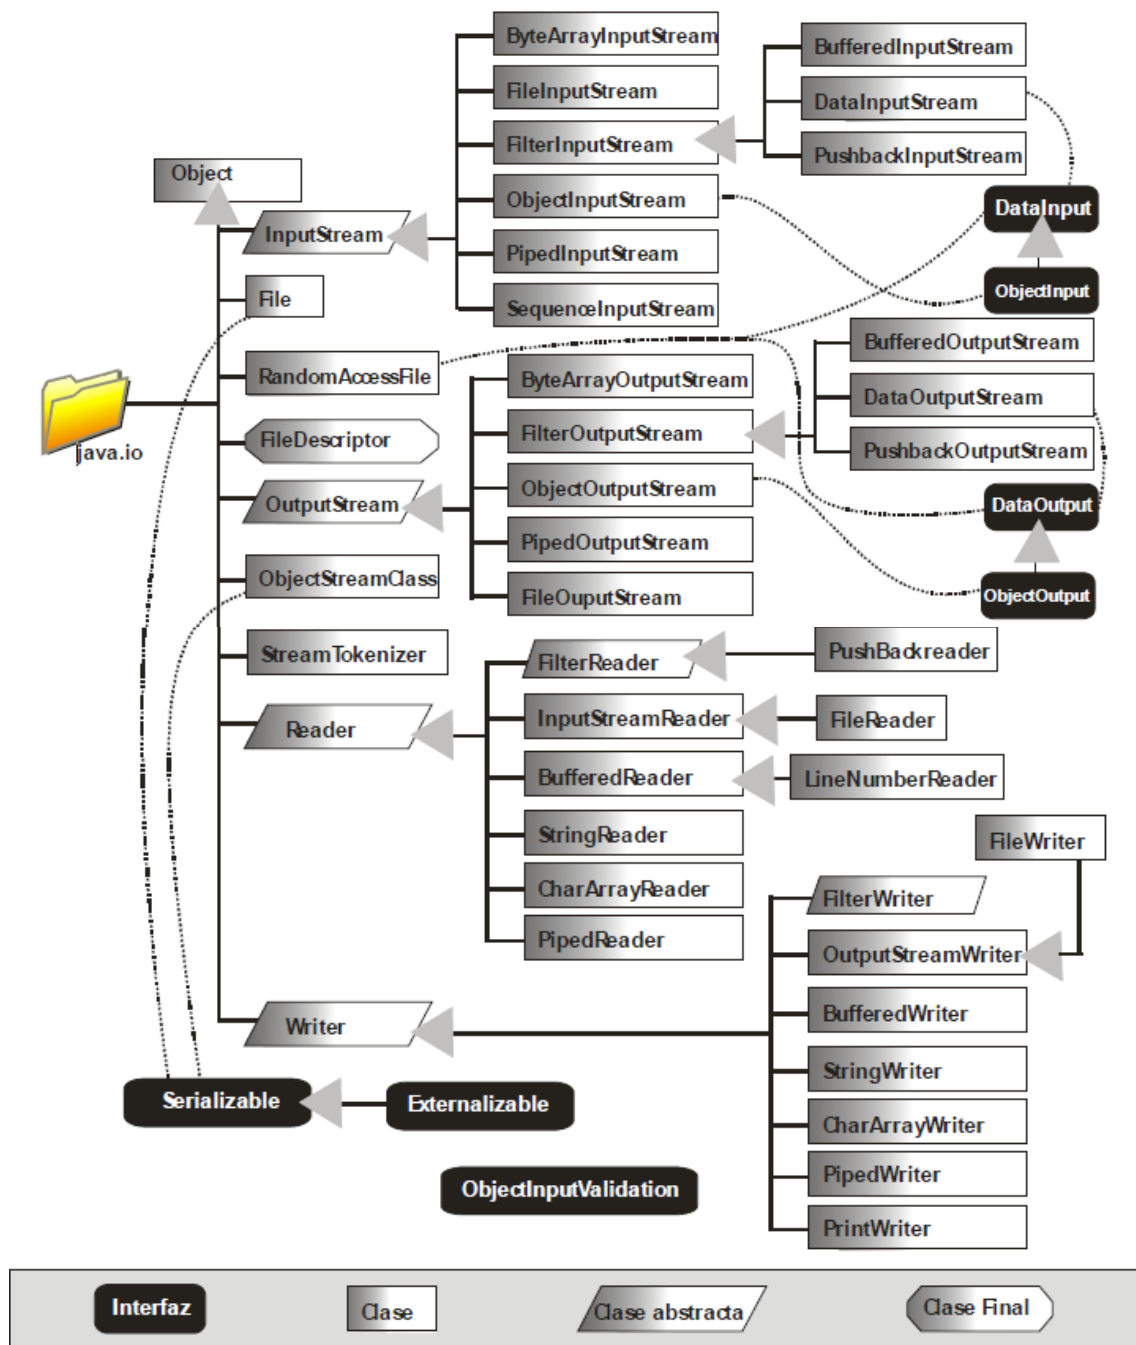 ByteArrayInputStream
FileInputStream
FilterInputStream
ObjectInputStream
PipedInputStream
SequenceInputStream
BufferedInputStream
DataInputStream
PushbackInputStream
Object
InputStream
DataInput
ObjectInput
File
RandomAccessFile
FileDescriptor
java.io
OutputStream
ByteArrayOutputStream
FilterOutputStream
ObjectOutputStream
PipedOutputStream
FileOuputStream
BufferedOutputStream
DataOutputStream
PushbackOutputStream
DataOutput
ObjectOutput
ObjectStreamClass
StreamTokenizer
Reader
FilterReader
InputStreamReader
BufferedReader
StringReader
CharArrayReader
PipedReader
PushBackreader
FileReader
LineNumberReader
FileWriter
Writer
FilterWriter
OutputStreamWriter
BufferedWriter
StringWriter
CharArrayWriter
PipedWriter
PrintWriter
Serializable
Externalizable
ObjectInputValidation
Interfaz
Clase
Clase abstracta
Clase Final